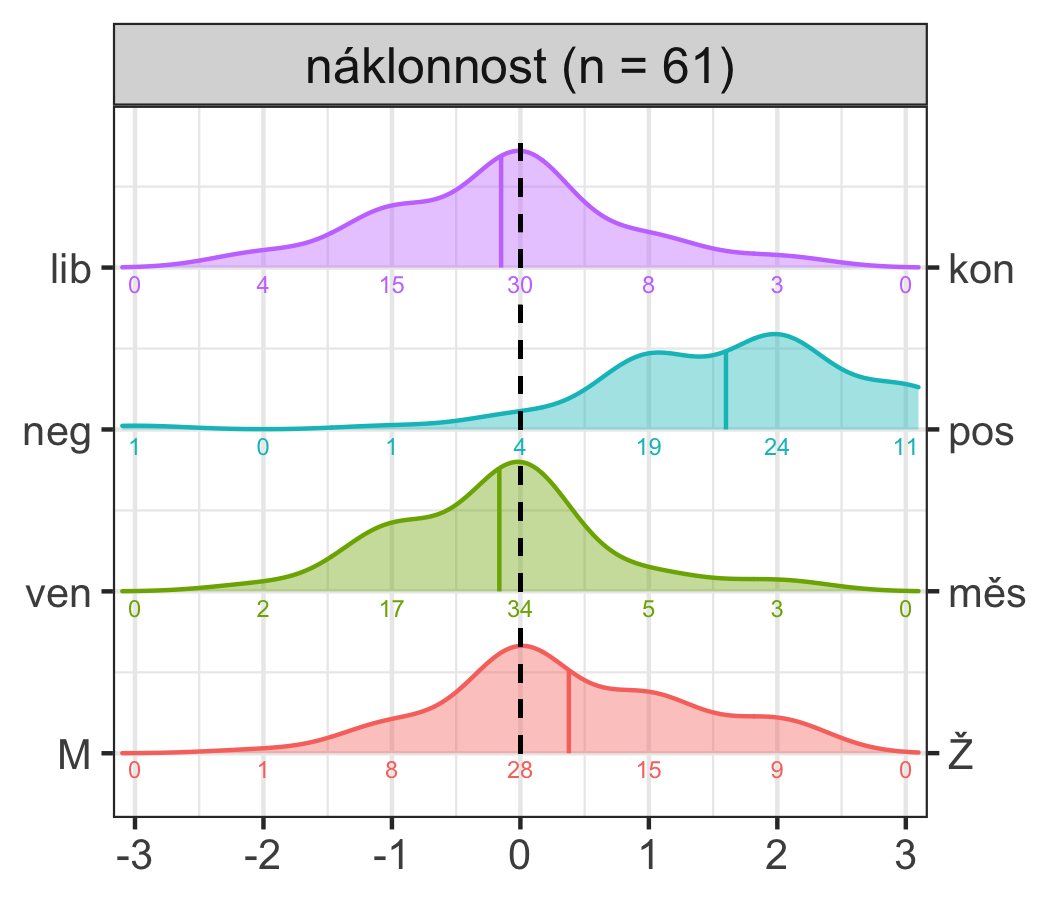 náklonnost (n = 61)
lib kon
0 4 15 30 8 3 0
neg pos
1 0 1 4 19 24 11
ven měs
0 2 17 34 5 3 0
M Ž
0 1 8 28 15 9 0
-3 -2 -1 0 1 2 3